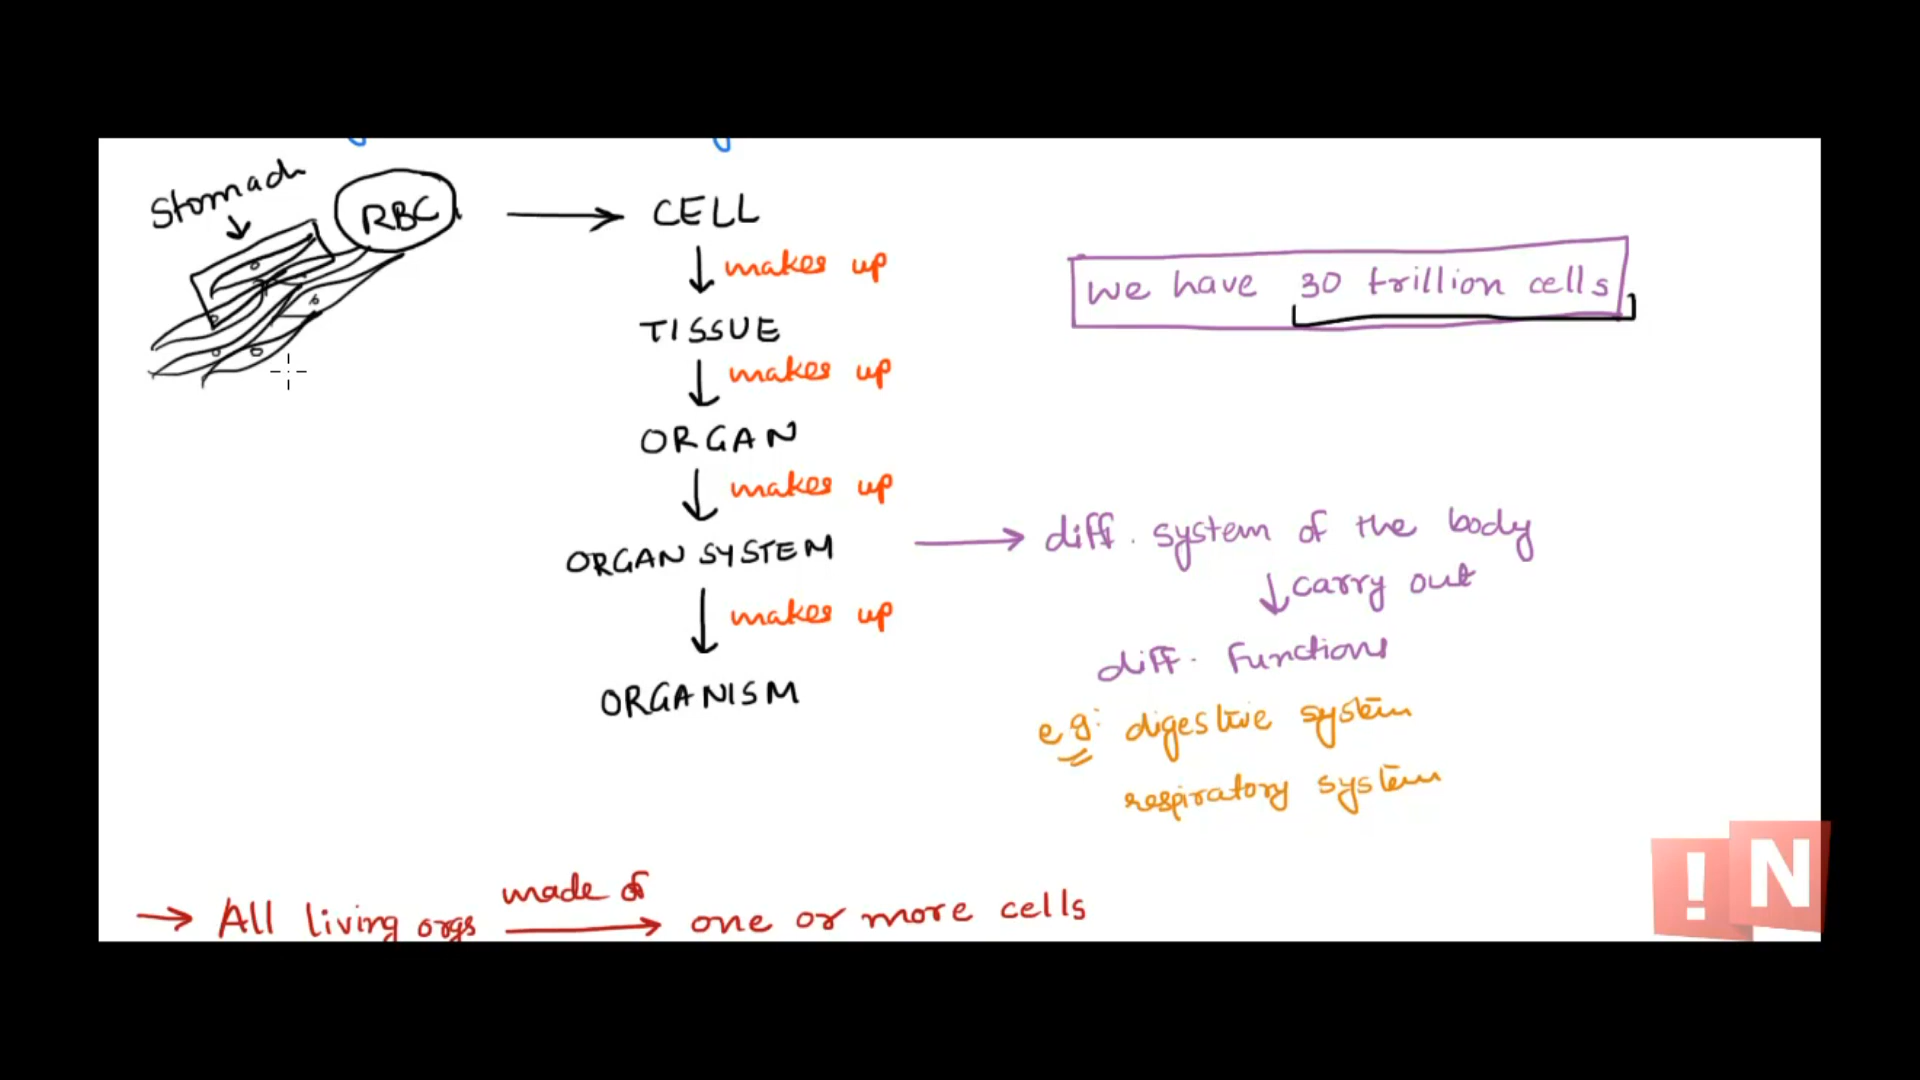 Stomach
RBC → CELL
↓ makes up
TISSUE
↓ makes up
ORGAN
↓ makes up
ORGAN SYSTEM
↓ makes up
ORGANISM
We have 30 trillion cells
→ diff. system of the body
↓ carry out
diff. Functions
eg: digestive system
respiratory system
→ All living orgs made of → one or more cells
!N